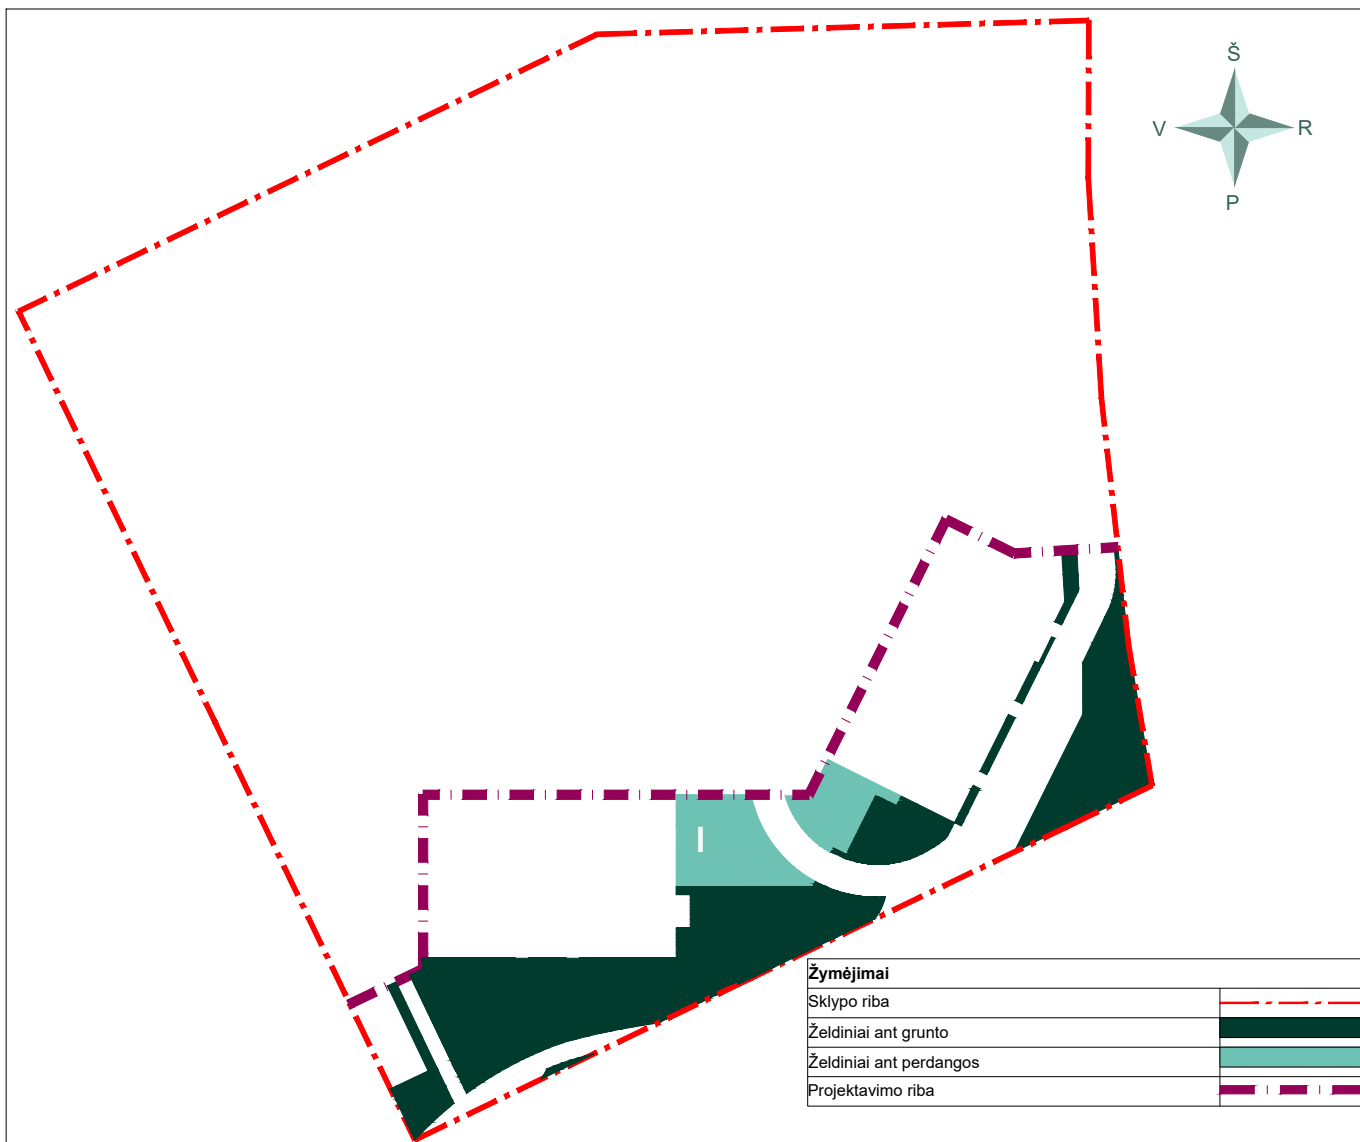 Š
V
R
P
Žymėjimai
Sklypo riba
Želdiniai ant grunto
Želdiniai ant perdangos
Projektavimo riba